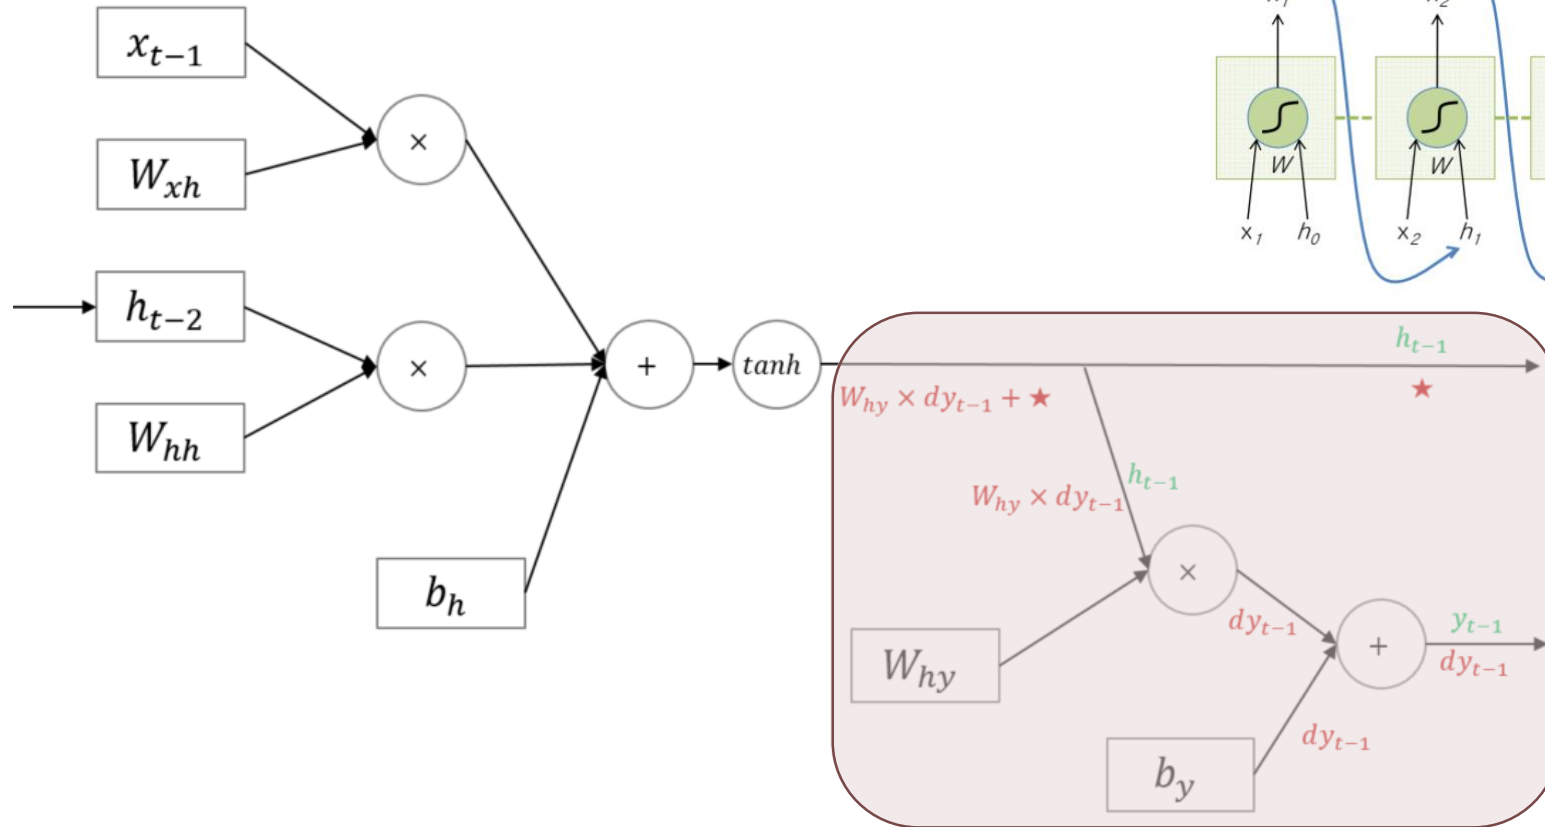 x_{t−1}
W_{xh}
×
h_{t−2}
W_{hh}
×
+
tanh
b_h
W
W
x_1
h_0
x_2
h_1
h_{t−1}
★
W_{hy} × dy_{t−1} + ★
h_{t−1}
W_{hy} × dy_{t−1}
×
dy_{t−1}
W_{hy}
+
y_{t−1}
dy_{t−1}
dy_{t−1}
b_y